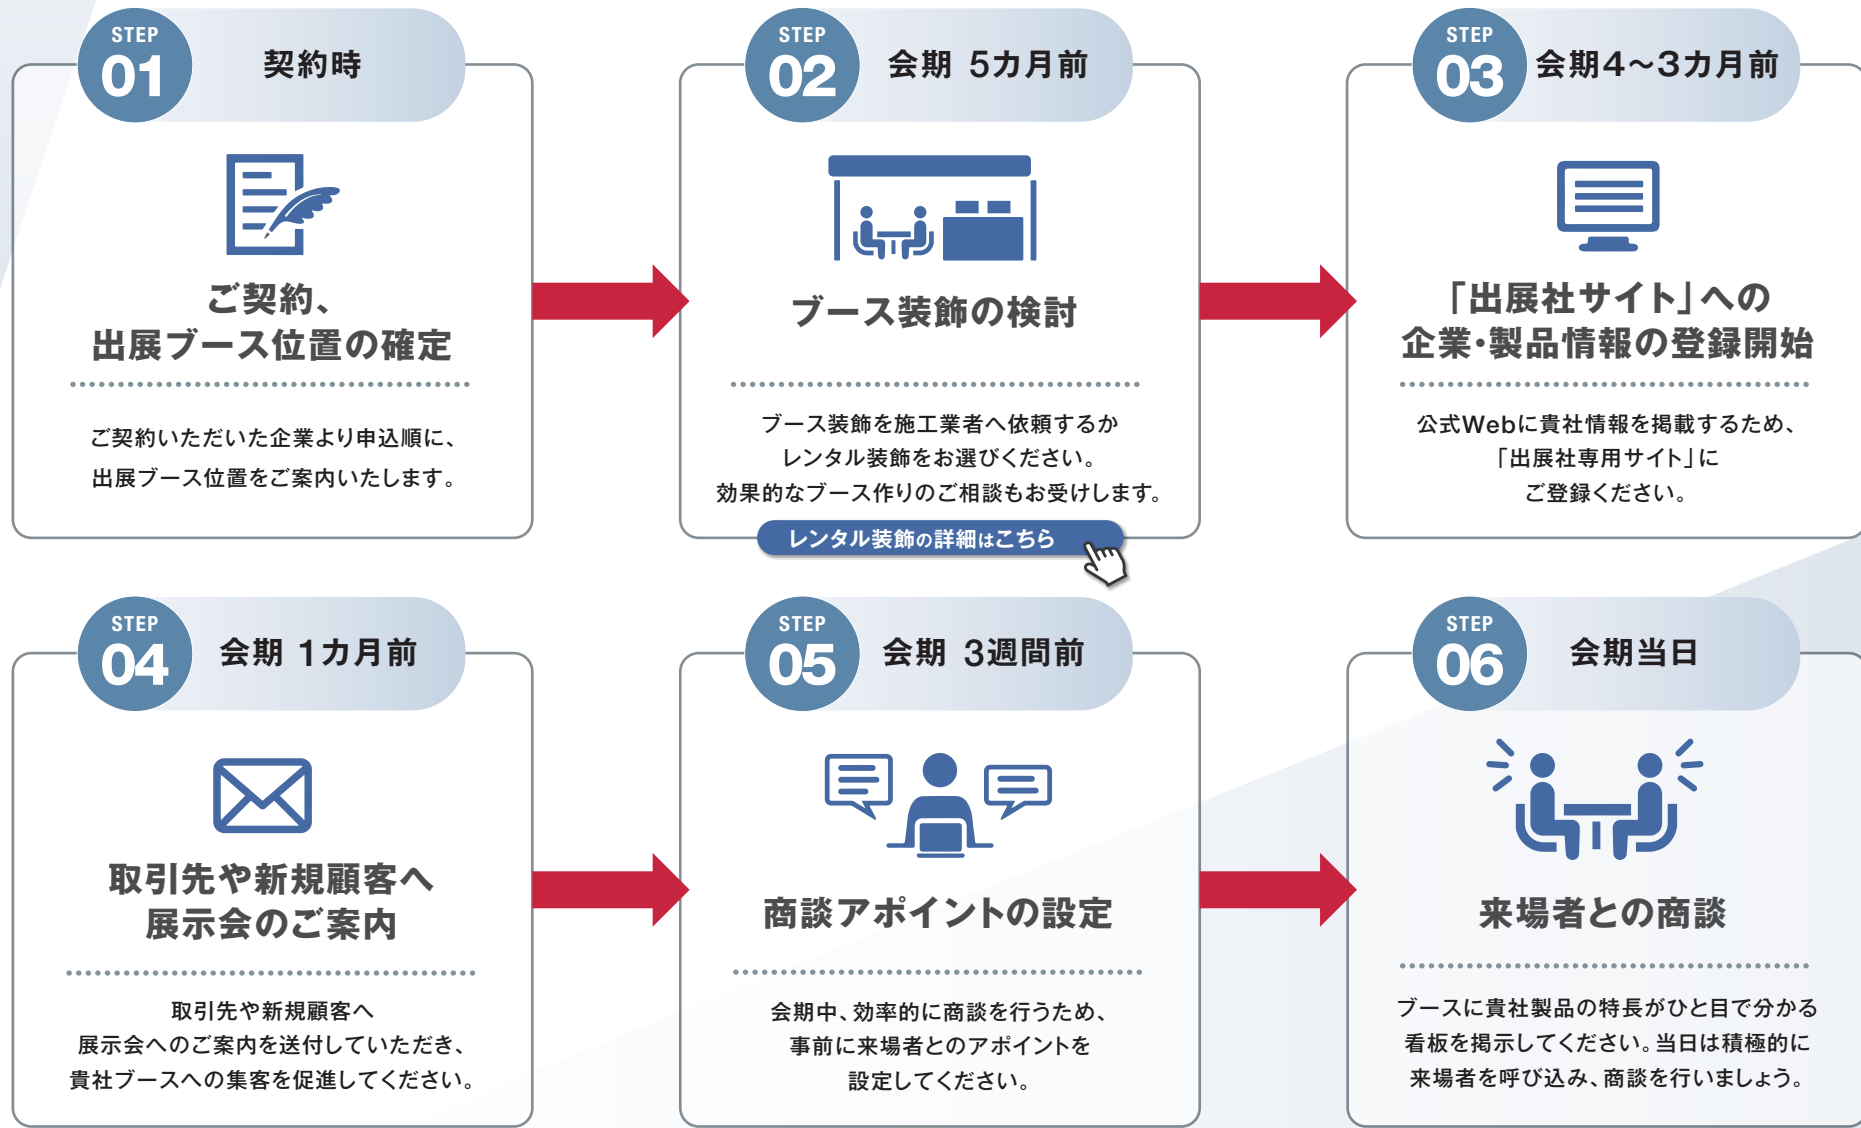 STEP
01
契約時
ご契約、
出展ブース位置の確定
ご契約いただいた企業より申込順に、
出展ブース位置をご案内いたします。
STEP
02
会期 5カ月前
ブース装飾の検討
ブース装飾を施工業者へ依頼するか
レンタル装飾をお選びください。
効果的なブース作りのご相談もお受けします。
レンタル装飾の詳細はこちら
STEP
03
会期4～3カ月前
「出展社サイト」への
企業・製品情報の登録開始
公式Webに貴社情報を掲載するため、
「出展社専用サイト」に
ご登録ください。
STEP
04
会期 1カ月前
取引先や新規顧客へ
展示会のご案内
取引先や新規顧客へ
展示会へのご案内を送付していただき、
貴社ブースへの集客を促進してください。
STEP
05
会期 3週間前
商談アポイントの設定
会期中、効率的に商談を行うため、
事前に来場者とのアポイントを
設定してください。
STEP
06
会期当日
来場者との商談
ブースに貴社製品の特長がひと目で分かる
看板を掲示してください。当日は積極的に
来場者を呼び込み、商談を行いましょう。